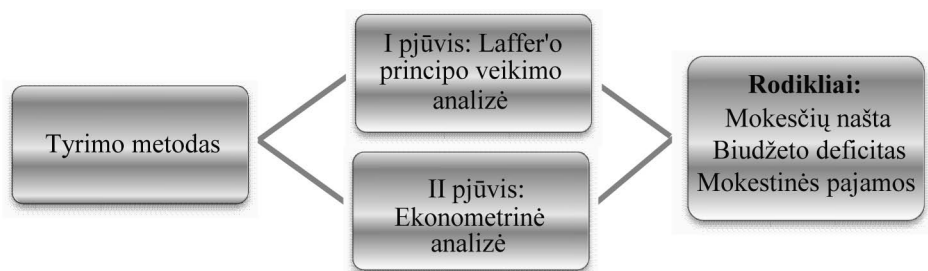 Tyrimo metodas
I pjūvis: Laffer'o
principo veikimo
analizė
II pjūvis:
Ekonometrinė
analizė
Rodikliai:
Mokesčių našta
Biudžeto deficitas
Mokestinės pajamos